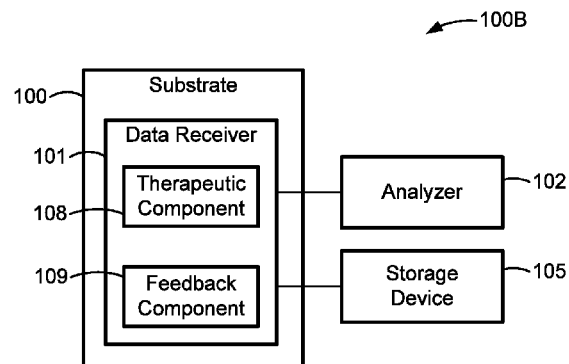 100B
100
Substrate
101
Data Receiver
Therapeutic
Component
108
Analyzer
102
109
Feedback
Component
Storage
Device
105